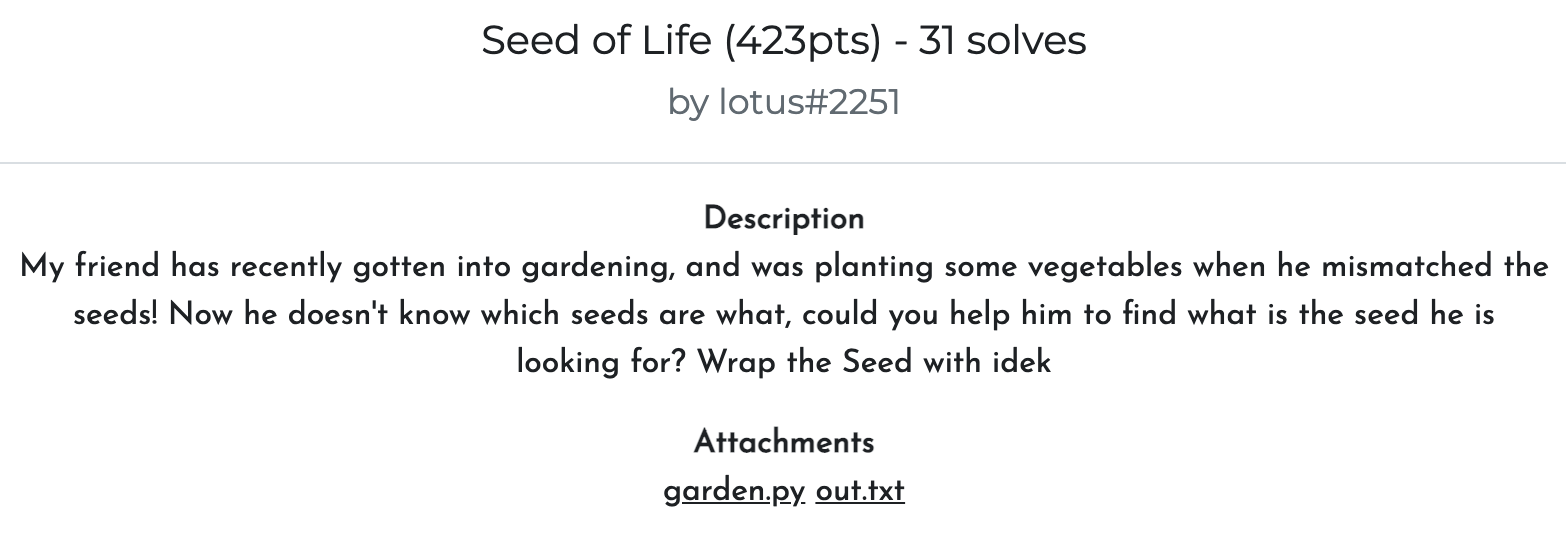 Seed of Life (423pts) - 31 solves
by lotus#2251
Description
My friend has recently gotten into gardening, and was planting some vegetables when he mismatched the
seeds! Now he doesn't know which seeds are what, could you help him to find what is the seed he is
looking for? Wrap the Seed with idek
Attachments
garden.py out.txt